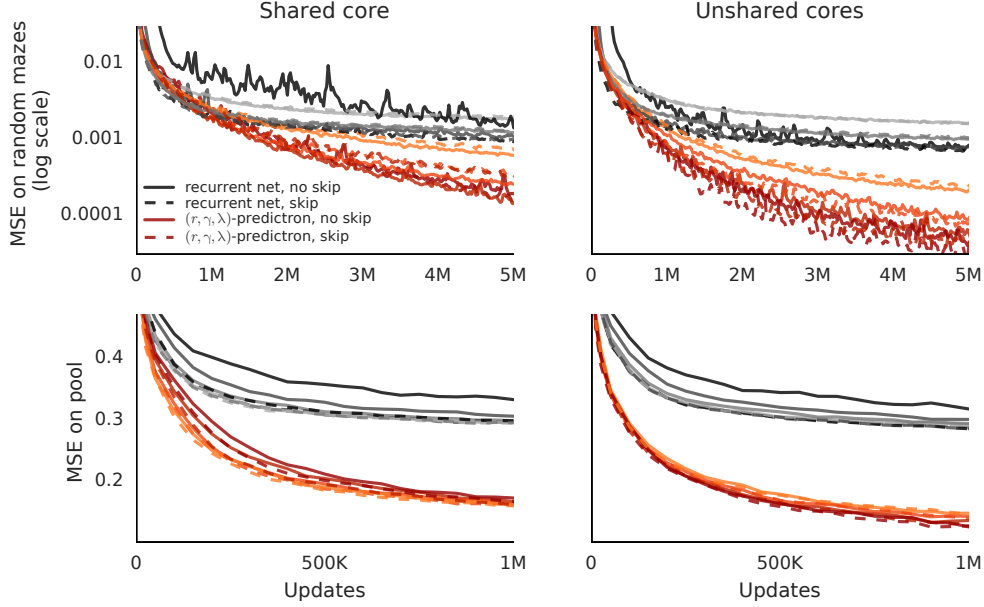 Shared core
Unshared cores
MSE on random mazes
(log scale)
0.01
0.001
0.0001
recurrent net, no skip
recurrent net, skip
(r, γ, λ)-predictron, no skip
(r, γ, λ)-predictron, skip
0 1M 2M 3M 4M 5M
0 1M 2M 3M 4M 5M
MSE on pool
0.4
0.3
0.2
0 500K 1M
0 500K 1M
Updates
Updates